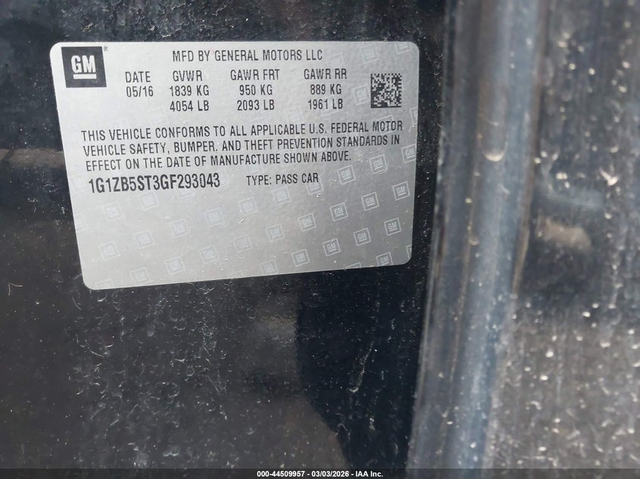 GM
MFD BY GENERAL MOTORS LLC
DATE GVWR GAWR FRT GAWR RR
05/16 1839 KG 950 KG 889 KG
4054 LB 2093 LB 1961 LB
THIS VEHICLE CONFORMS TO ALL APPLICABLE U.S. FEDERAL MOTOR
VEHICLE SAFETY, BUMPER, AND THEFT PREVENTION STANDARDS IN
EFFECT ON THE DATE OF MANUFACTURE SHOWN ABOVE.
1G1ZB5ST3GF293043 TYPE: PASS CAR
000-44509957 | 03/03/2026 - IAA Inc.